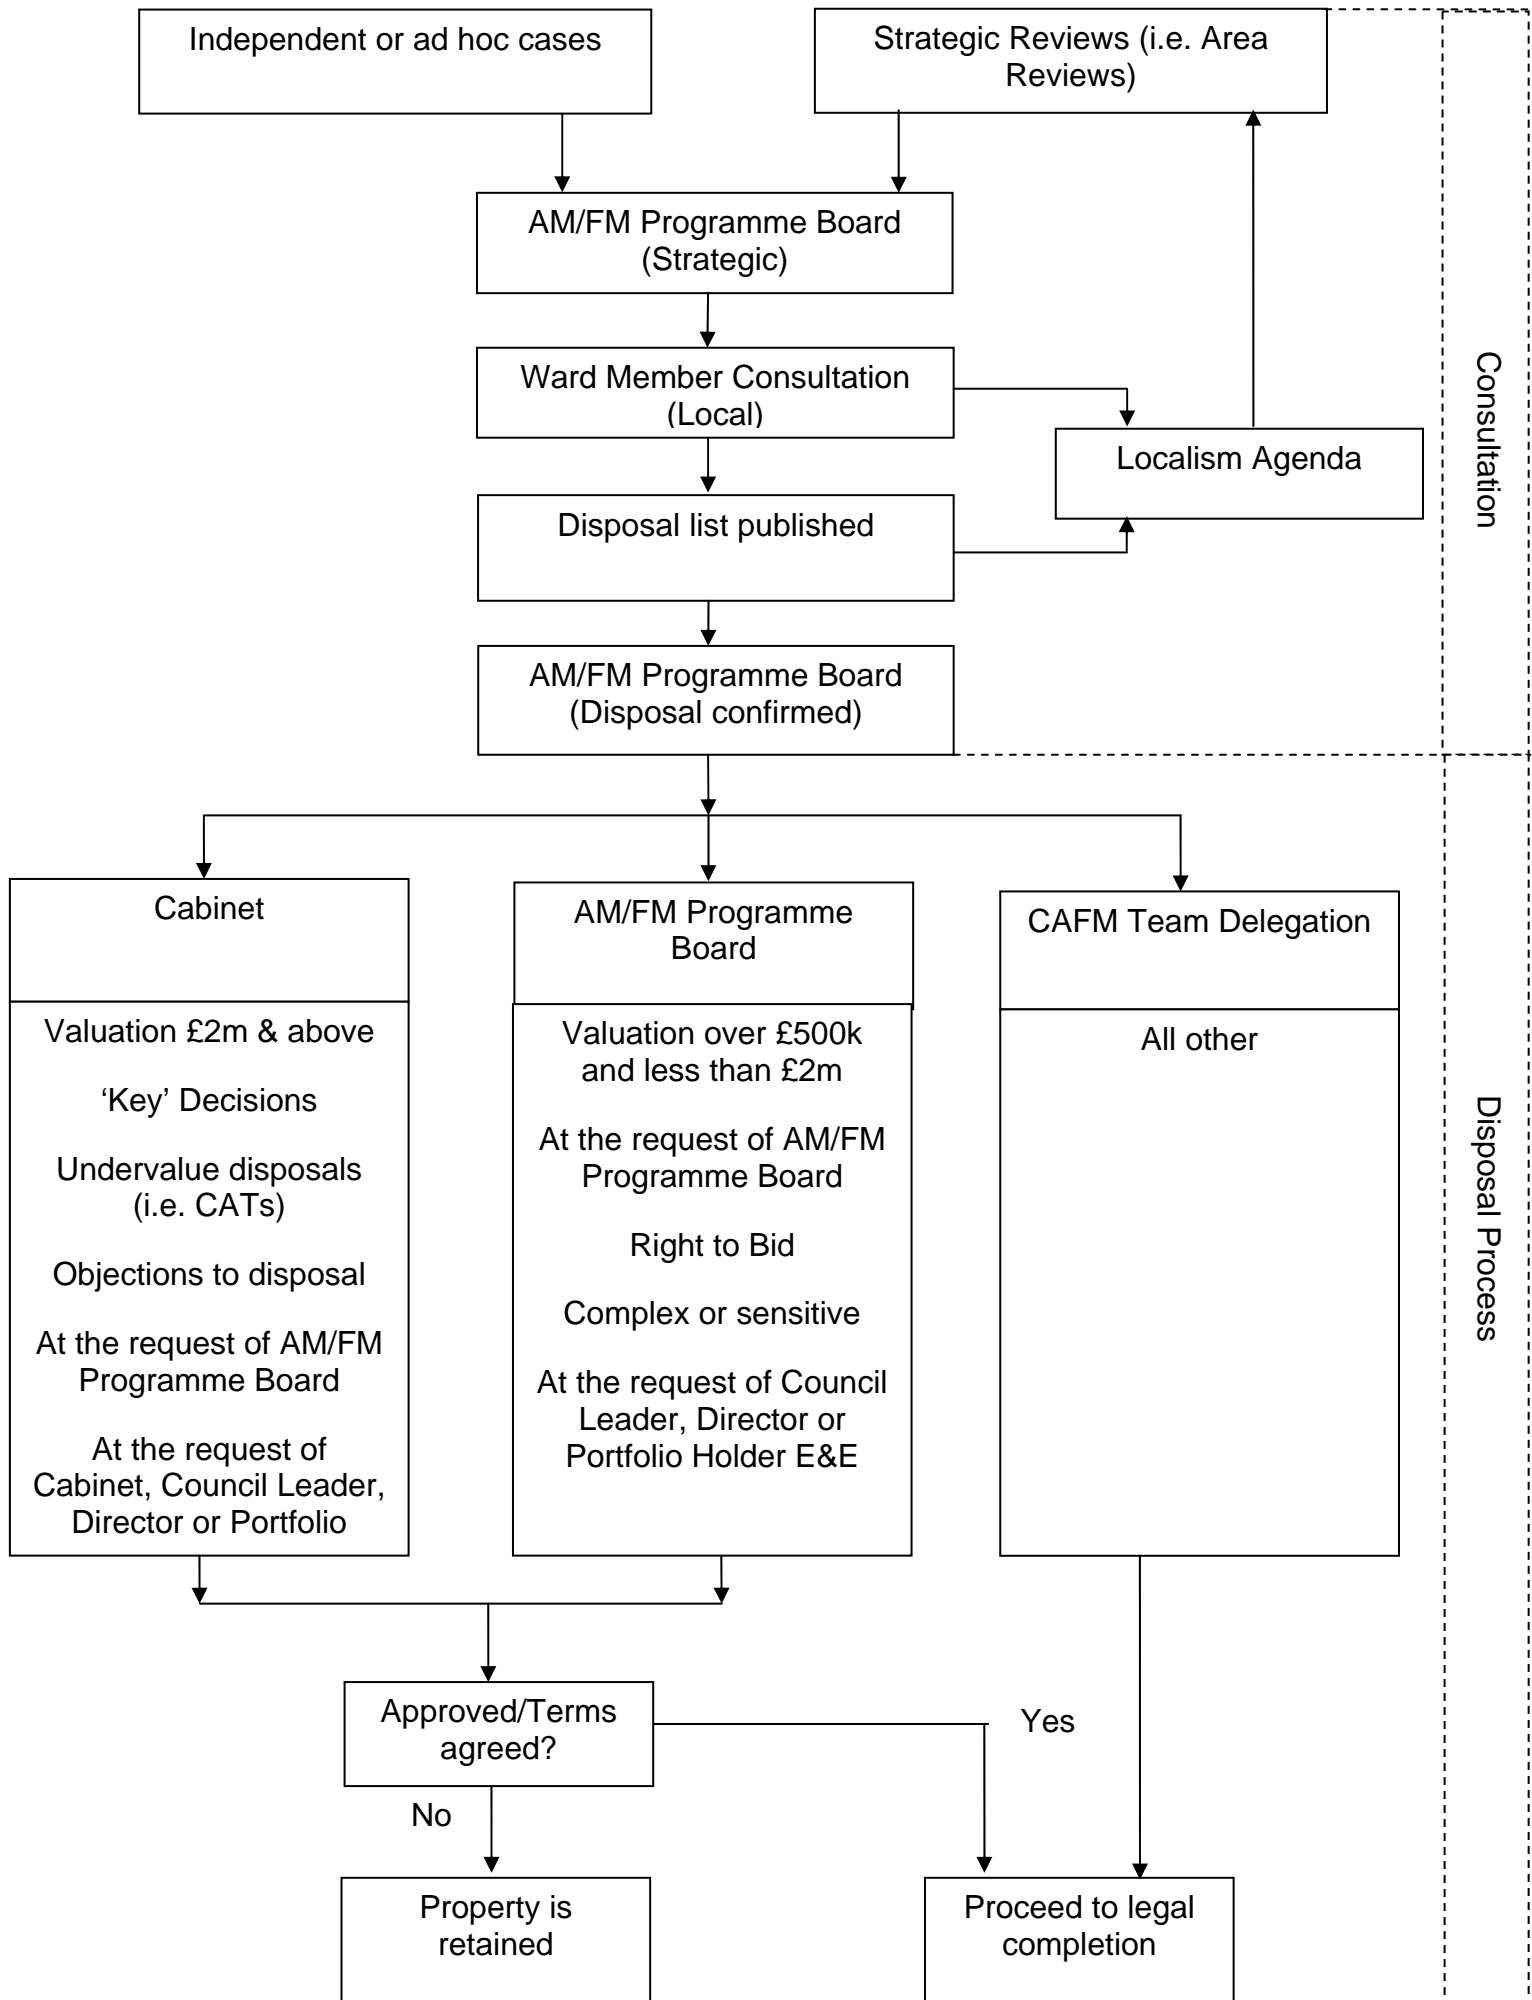 Independent or ad hoc cases
Strategic Reviews (i.e. Area
Reviews)
AM/FM Programme Board
(Strategic)
Ward Member Consultation
(Local)
Localism Agenda
Disposal list published
AM/FM Programme Board
(Disposal confirmed)
Consultation
Cabinet
Valuation £2m & above
‘Key’ Decisions
Undervalue disposals
(i.e. CATs)
Objections to disposal
At the request of AM/FM
Programme Board
At the request of
Cabinet, Council Leader,
Director or Portfolio
AM/FM Programme
Board
Valuation over £500k
and less than £2m
At the request of AM/FM
Programme Board
Right to Bid
Complex or sensitive
At the request of Council
Leader, Director or
Portfolio Holder E&E
CAFM Team Delegation
All other
Disposal Process
Approved/Terms
agreed?
Yes
No
Property is
retained
Proceed to legal
completion